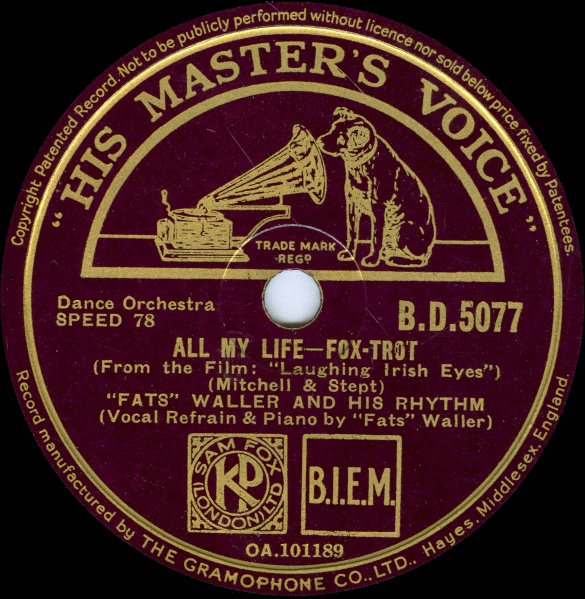 Copyright Patented Record. Not to be publicly performed without licence nor sold below price fixed by Patentees.
"HIS MASTER'S VOICE"
TRADE MARK
REGD
Dance Orchestra
SPEED 78
B.D.5077
ALL MY LIFE—FOX-TROT
(From the Film: "Laughing Irish Eyes")
(Mitchell & Stept)
"FATS" WALLER AND HIS RHYTHM
(Vocal Refrain & Piano by "Fats" Waller)
SAM FOX
KP
(LONDON) LTD
B.I.E.M.
OA.101189
Record manufactured by THE GRAMOPHONE CO., LTD., Hayes, Middlesex, England.